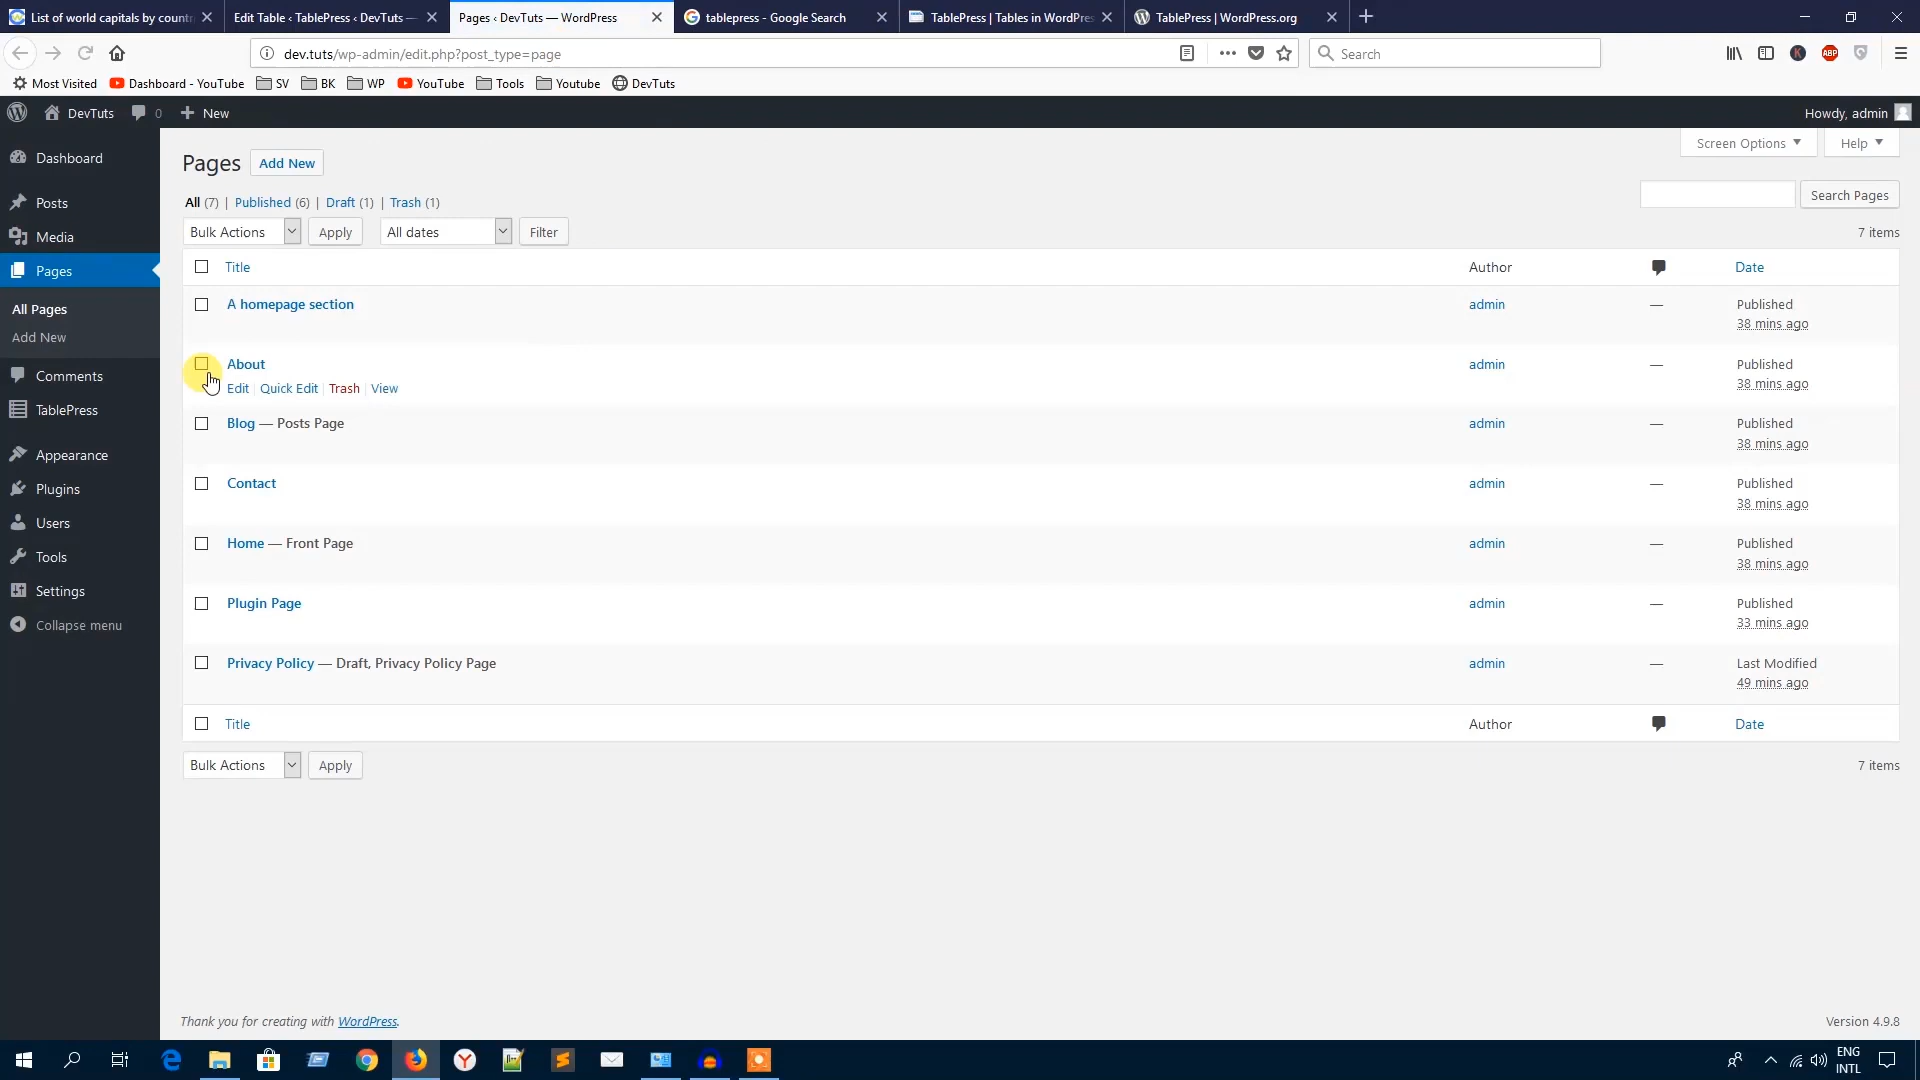 List of world capitals by countr
Edit Table ‹ TablePress ‹ DevTuts —
Pages ‹ DevTuts — WordPress
tablepress - Google Search
TablePress | Tables in WordPres
TablePress | WordPress.org
dev.tuts/wp-admin/edit.php?post_type=page
Search
Most Visited
Dashboard - YouTube
SV
BK
WP
YouTube
Tools
Youtube
DevTuts
DevTuts
0
New
Howdy, admin
Dashboard
Posts
Media
Pages
All Pages
Add New
Comments
TablePress
Appearance
Plugins
Users
Tools
Settings
Collapse menu
Screen Options
Help
Pages
Add New
All (7) | Published (6) | Draft (1) | Trash (1)
Search Pages
Bulk Actions
Apply
All dates
Filter
7 items
Title
Author
Date
A homepage section
admin
—
Published
38 mins ago
About
admin
—
Published
Edit | Quick Edit | Trash | View
38 mins ago
Blog — Posts Page
admin
—
Published
38 mins ago
Contact
admin
—
Published
38 mins ago
Home — Front Page
admin
—
Published
38 mins ago
Plugin Page
admin
—
Published
33 mins ago
Privacy Policy — Draft, Privacy Policy Page
admin
—
Last Modified
49 mins ago
Title
Author
Date
Bulk Actions
Apply
7 items
Thank you for creating with WordPress.
Version 4.9.8
ABP
K
ENG
INTL